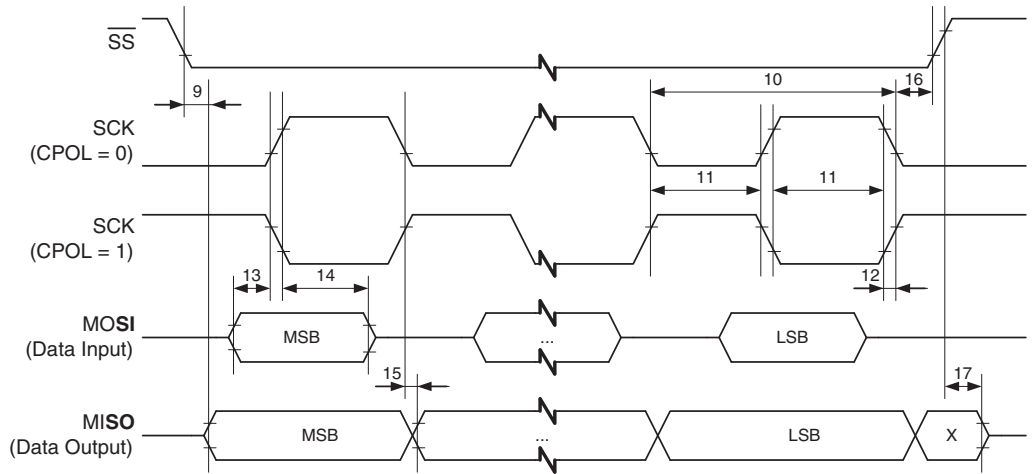 SS
9
10
16
SCK
(CPOL = 0)
11
11
SCK
(CPOL = 1)
13
14
12
MOSI
(Data Input)
MSB
...
LSB
15
17
MISO
(Data Output)
MSB
...
LSB
X